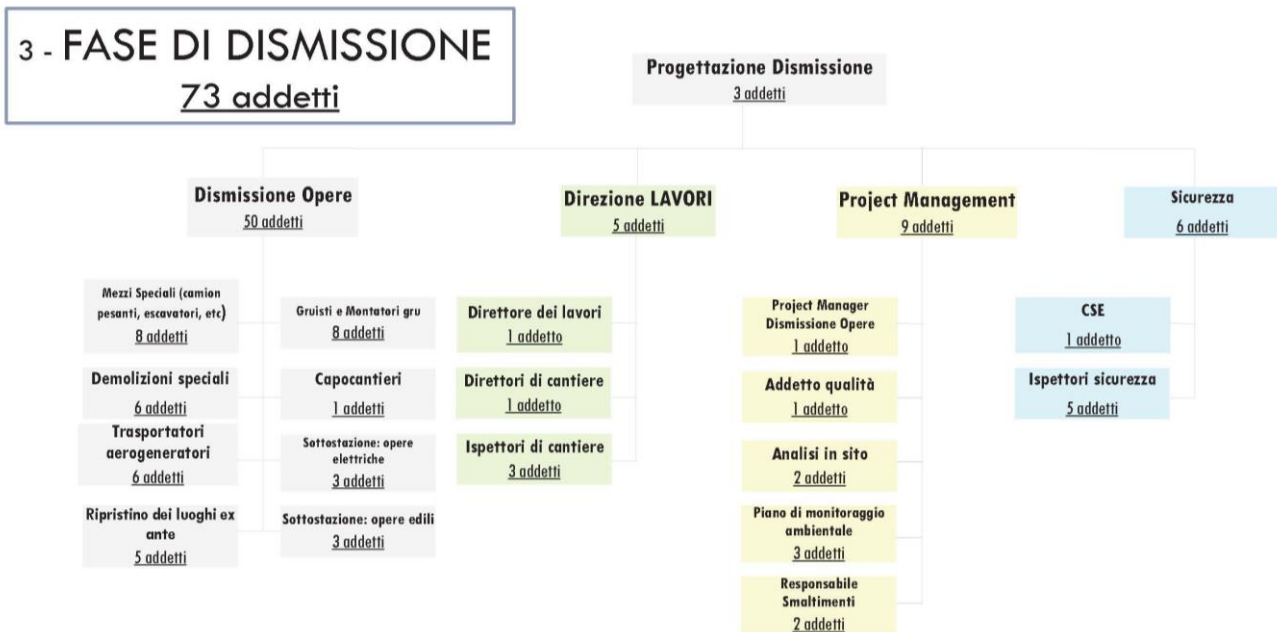 3 - FASE DI DISMISSIONE
73 addetti
Progettazione Dismissione
3 addetti
Dismissione Opere
50 addetti
Direzione LAVORI
5 addetti
Project Management
9 addetti
Sicurezza
6 addetti
Mezzi Speciali (camion
pesanti, escavatori, etc)
8 addetti
Gruisti e Montatori gru
8 addetti
Demolizioni speciali
6 addetti
Capocantieri
1 addetti
Trasportatori
aerogeneratori
6 addetti
Sottostazione: opere
elettriche
3 addetti
Ripristino dei luoghi ex
ante
5 addetti
Sottostazione: opere edili
3 addetti
Direttore dei lavori
1 addetto
Direttori di cantiere
1 addetto
Ispettori di cantiere
3 addetti
Project Manager
Dismissione Opere
1 addetto
Addetto qualità
1 addetto
Analisi in sito
2 addetti
Piano di monitoraggio
ambientale
3 addetti
Responsabile
Smaltimenti
2 addetti
CSE
1 addetto
Ispettori sicurezza
5 addetti